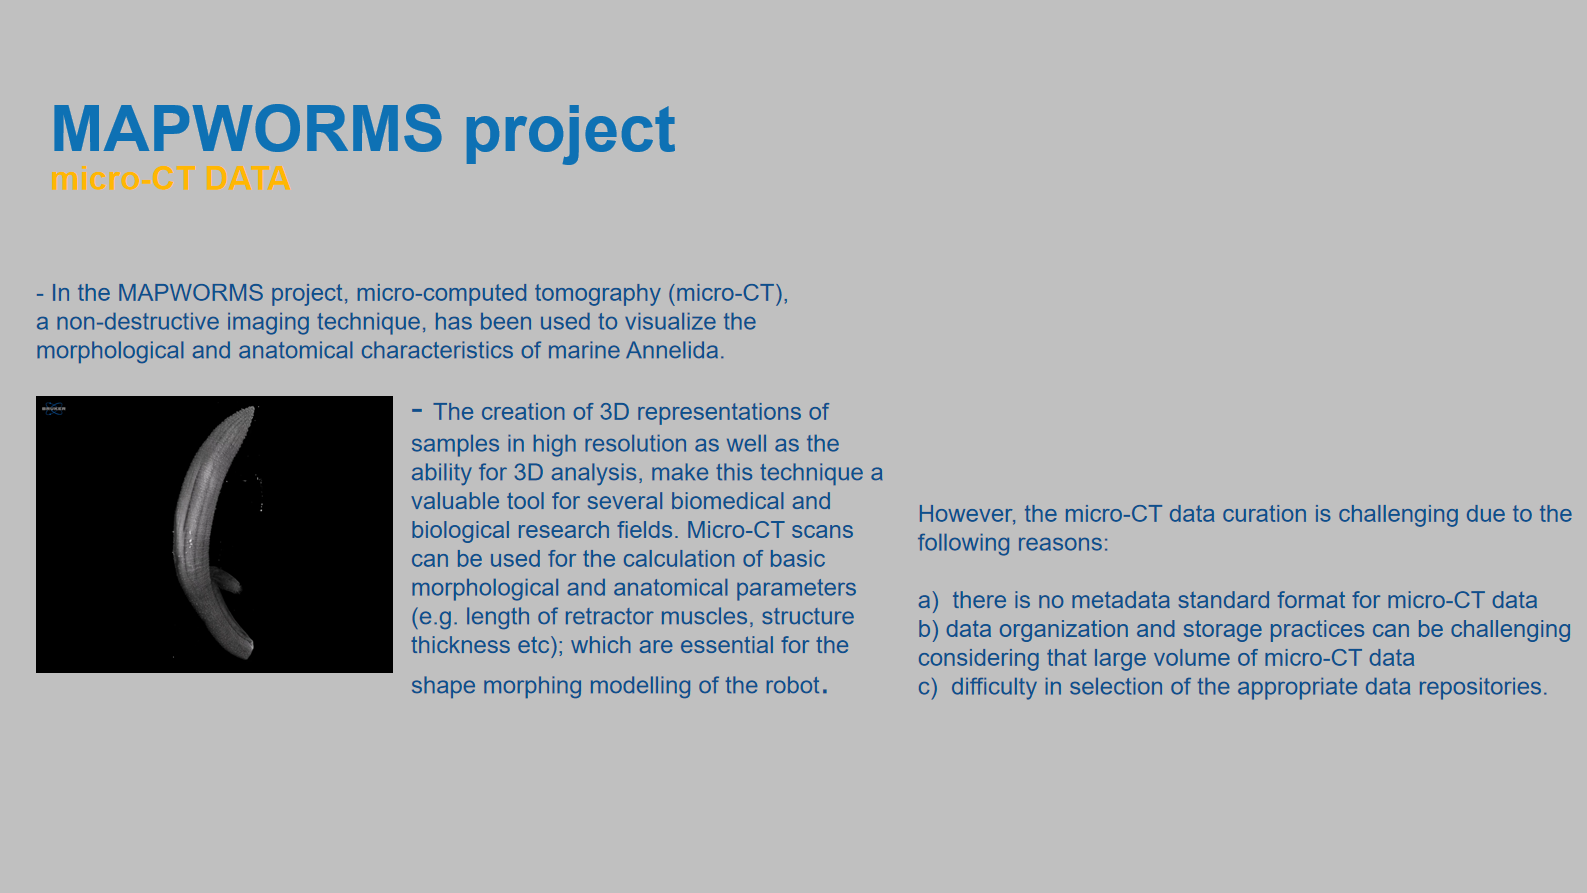 MAPWORMS project
micro-CT DATA
- In the MAPWORMS project, micro-computed tomography (micro-CT),
a non-destructive imaging technique, has been used to visualize the
morphological and anatomical characteristics of marine Annelida.
BRUKER
- The creation of 3D representations of
samples in high resolution as well as the
ability for 3D analysis, make this technique a
valuable tool for several biomedical and
biological research fields. Micro-CT scans
can be used for the calculation of basic
morphological and anatomical parameters
(e.g. length of retractor muscles, structure
thickness etc); which are essential for the
shape morphing modelling of the robot.
However, the micro-CT data curation is challenging due to the
following reasons:
a) there is no metadata standard format for micro-CT data
b) data organization and storage practices can be challenging
considering that large volume of micro-CT data
c) difficulty in selection of the appropriate data repositories.